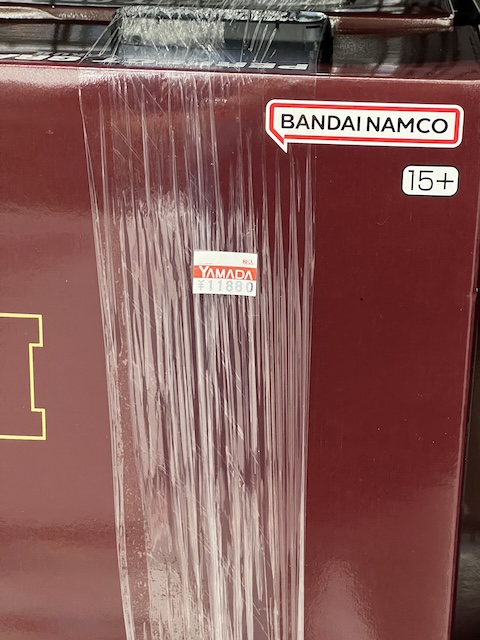 BANDAI NAMCO
15+
税込
YAMADA
¥11880